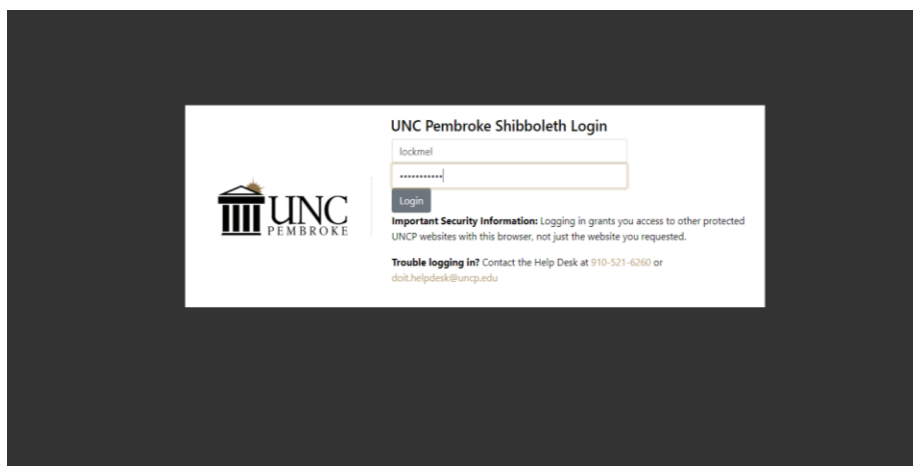 UNC Pembroke Shibboleth Login
lockmel
•••••••••••
Login
UNC
PEMBROKE
Important Security Information: Logging in grants you access to other protected
UNCP websites with this browser, not just the website you requested.
Trouble logging in? Contact the Help Desk at 910-521-6260 or
doit.helpdesk@uncp.edu